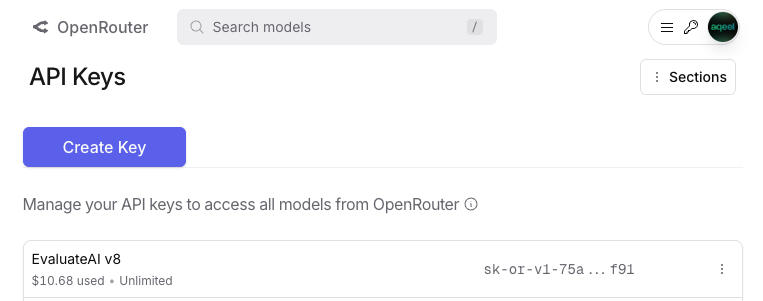 OpenRouter
Search models
/
aqeel
API Keys
Sections
Create Key
Manage your API keys to access all models from OpenRouter
EvaluateAI v8
sk-or-v1-75a...f91
$10.68 used • Unlimited